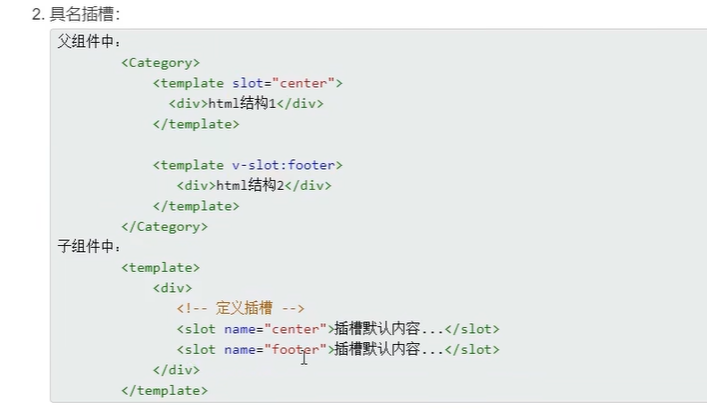 2. 具名插槽:
父组件中:
<Category>
<template slot="center">
<div>html结构1</div>
</template>
<template v-slot:footer>
<div>html结构2</div>
</template>
</Category>
子组件中:
<template>
<div>
<!-- 定义插槽 -->
<slot name="center">插槽默认内容...</slot>
<slot name="footer">插槽默认内容...</slot>
</div>
</template>